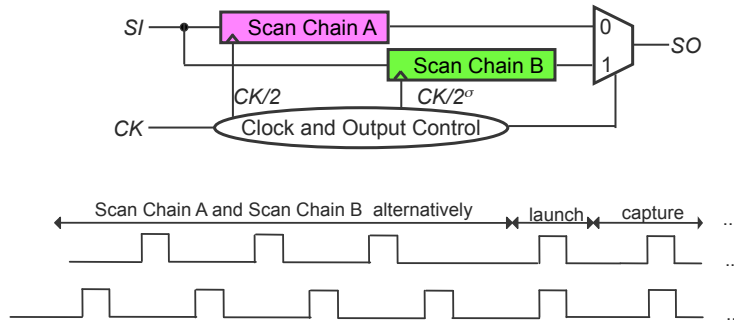 SI
Scan Chain A
0
SO
Scan Chain B
1
CK/2
CK/2σ
CK
Clock and Output Control
Scan Chain A and Scan Chain B alternatively
launch
capture
..
..
..